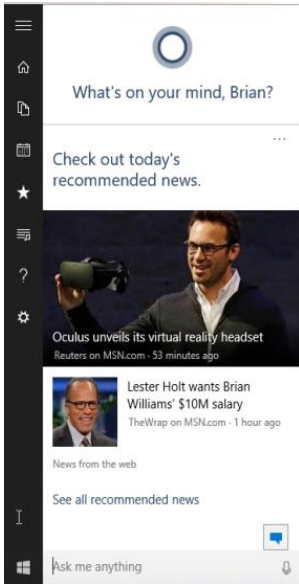 What's on your mind, Brian?
...
Check out today's
recommended news.
Oculus unveils its virtual reality headset
Reuters on MSN.com · 53 minutes ago
Lester Holt wants Brian
Williams' $10M salary
TheWrap on MSN.com · 1 hour ago
News from the web
See all recommended news
Ask me anything